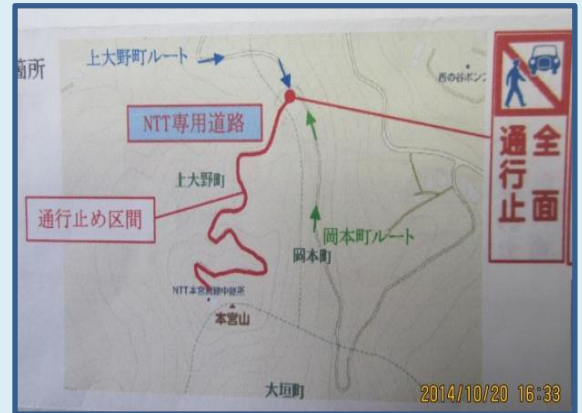 箇所
上大野町ルート
西の谷ポンプ
NTT専用道路
全面
通行止
上大野町
通行止め区間
岡本町ルート
岡本町
NTT本宮無線中継所
本宮山
大垣町
2014/10/20 16:33